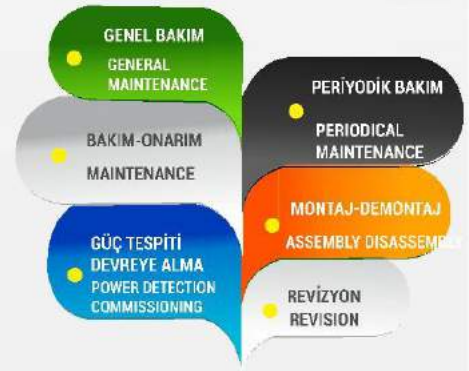 GENEL BAKIM
GENERAL
MAINTENANCE
PERİYODİK BAKIM
PERIODICAL
MAINTENANCE
BAKIM-ONARIM
MAINTENANCE
MONTAJ-DEMONTAJ
ASSEMBLY DISASSEMBLY
GÜÇ TESPİTİ
DEVREYE ALMA
POWER DETECTION
COMMISSIONING
REVİZYON
REVISION